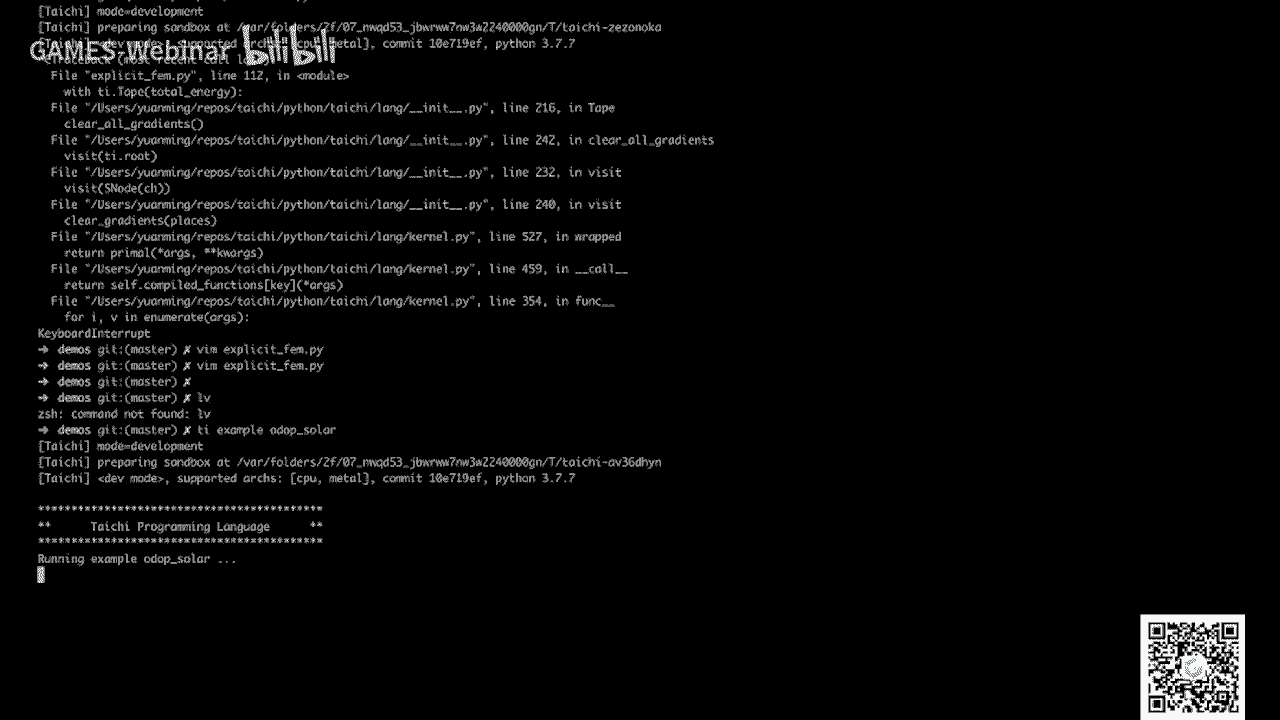 [Taichi] mode=development
[Taichi] preparing sandbox at /var/folders/2f/07_mwqd53_jbwrww7nw3w2240000gn/T/taichi-zezonoka
[Taichi] <dev mode>, supported archs: [cpu, metal], commit 10e719ef, python 3.7.7
GAMES-Webinar bilibili
Traceback (most recent call last):
File "explicit_fem.py", line 112, in <module>
with ti.Tape(total_energy):
File "/Users/yuanming/repos/taichi/python/taichi/lang/__init__.py", line 216, in Tape
clear_all_gradients()
File "/Users/yuanming/repos/taichi/python/taichi/lang/__init__.py", line 242, in clear_all_gradients
visit(ti.root)
File "/Users/yuanming/repos/taichi/python/taichi/lang/__init__.py", line 232, in visit
visit(SNode(ch))
File "/Users/yuanming/repos/taichi/python/taichi/lang/__init__.py", line 240, in visit
clear_gradients(places)
File "/Users/yuanming/repos/taichi/python/taichi/lang/kernel.py", line 527, in wrapped
return primal(*args, **kwargs)
File "/Users/yuanming/repos/taichi/python/taichi/lang/kernel.py", line 459, in __call__
return self.compiled_functions[key](*args)
File "/Users/yuanming/repos/taichi/python/taichi/lang/kernel.py", line 354, in func__
for i, v in enumerate(args):
KeyboardInterrupt
➜ demos git:(master) ✗ vim explicit_fem.py
➜ demos git:(master) ✗ vim explicit_fem.py
➜ demos git:(master) ✗
➜ demos git:(master) ✗ lv
zsh: command not found: lv
➜ demos git:(master) ✗ ti example odop_solar
[Taichi] mode=development
[Taichi] preparing sandbox at /var/folders/2f/07_mwqd53_jbwrww7nw3w2240000gn/T/taichi-av36dhyn
[Taichi] <dev mode>, supported archs: [cpu, metal], commit 10e719ef, python 3.7.7
*******************************************
** Taichi Programming Language **
*******************************************
Running example odop_solar ...